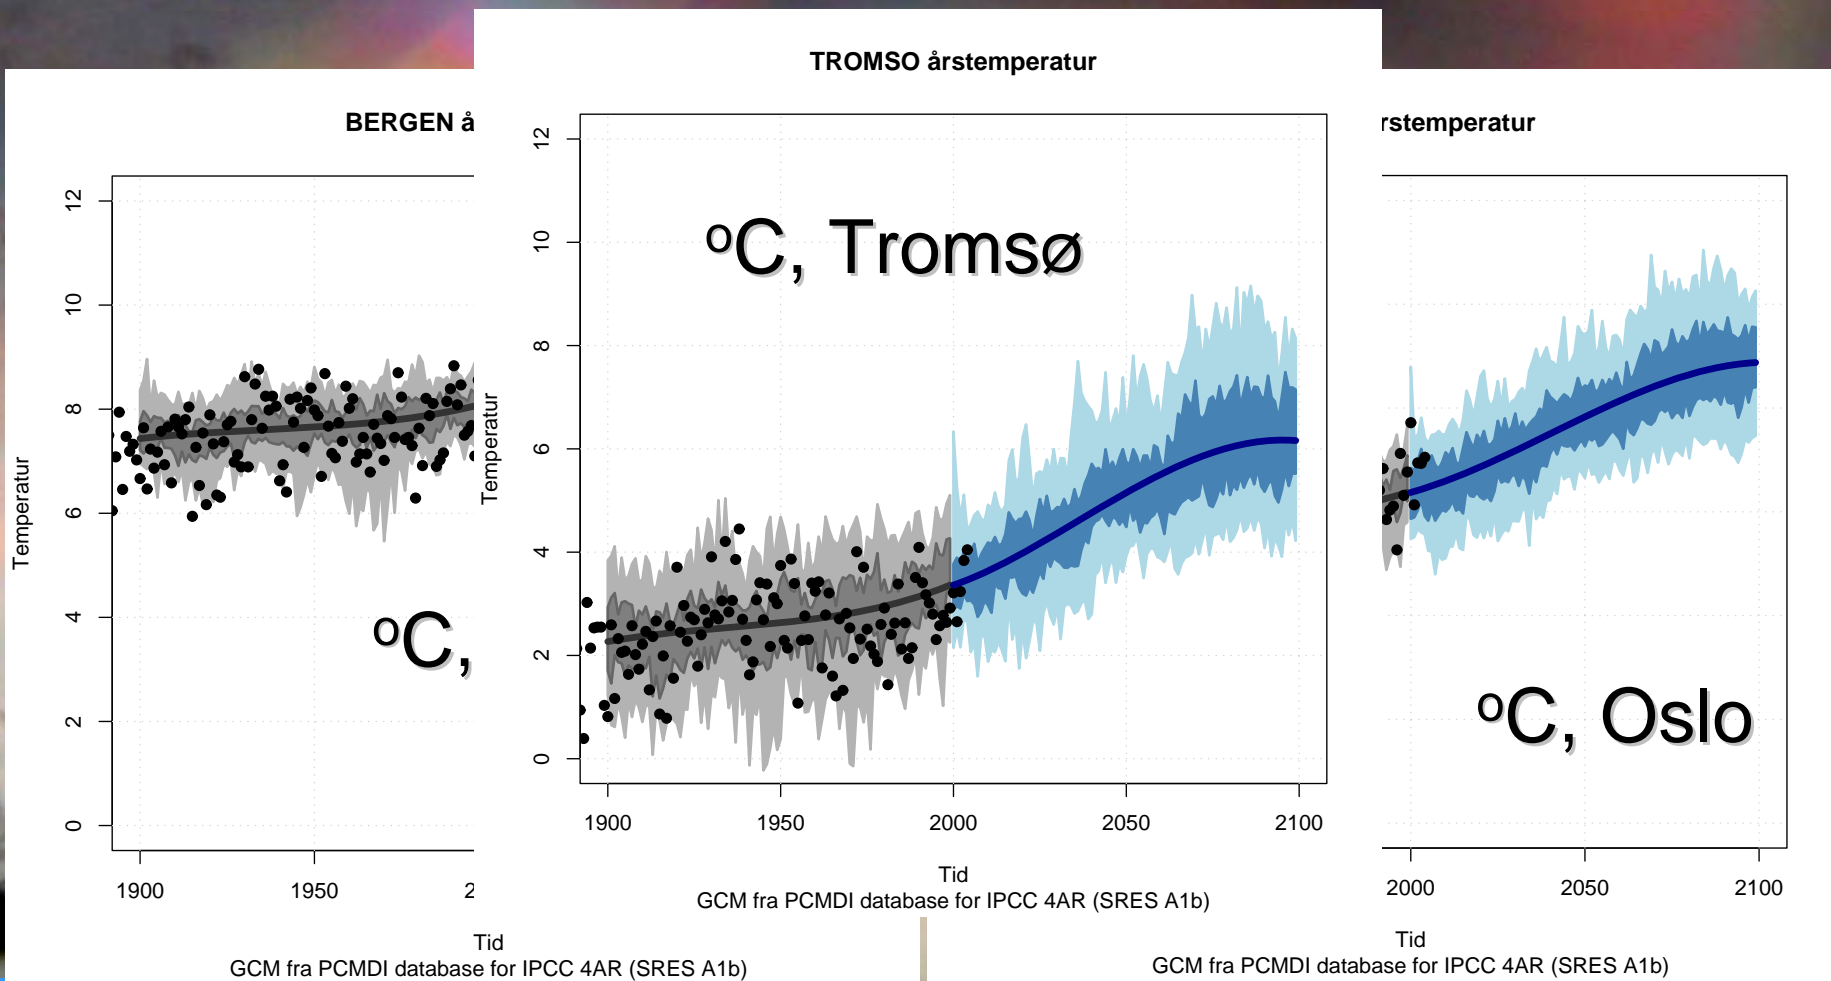 TROMSO årstemperatur
12
10
8
6
4
2
0
Temperatur
ºC, Tromsø
1900
1950
2000
2050
2100
Tid
GCM fra PCMDI database for IPCC 4AR (SRES A1b)
BERGEN å
12
10
8
6
4
2
0
Temperatur
ºC,
1900
1950
2
Tid
GCM fra PCMDI database for IPCC 4AR (SRES A1b)
rstemperatur
ºC, Oslo
2000
2050
2100
Tid
GCM fra PCMDI database for IPCC 4AR (SRES A1b)